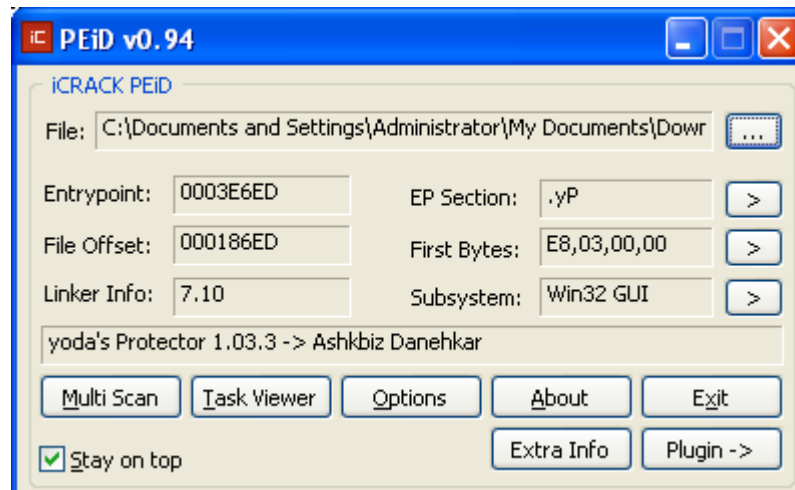 iC PEiD v0.94
iCRACK PEiD
File: C:\Documents and Settings\Administrator\My Documents\Dowr ...
Entrypoint: 0003E6ED EP Section: .yP >
File Offset: 000186ED First Bytes: E8,03,00,00 >
Linker Info: 7.10 Subsystem: Win32 GUI >
yoda's Protector 1.03.3 -> Ashkbiz Danehkar
Multi Scan Task Viewer Options About Exit
Stay on top Extra Info Plugin ->